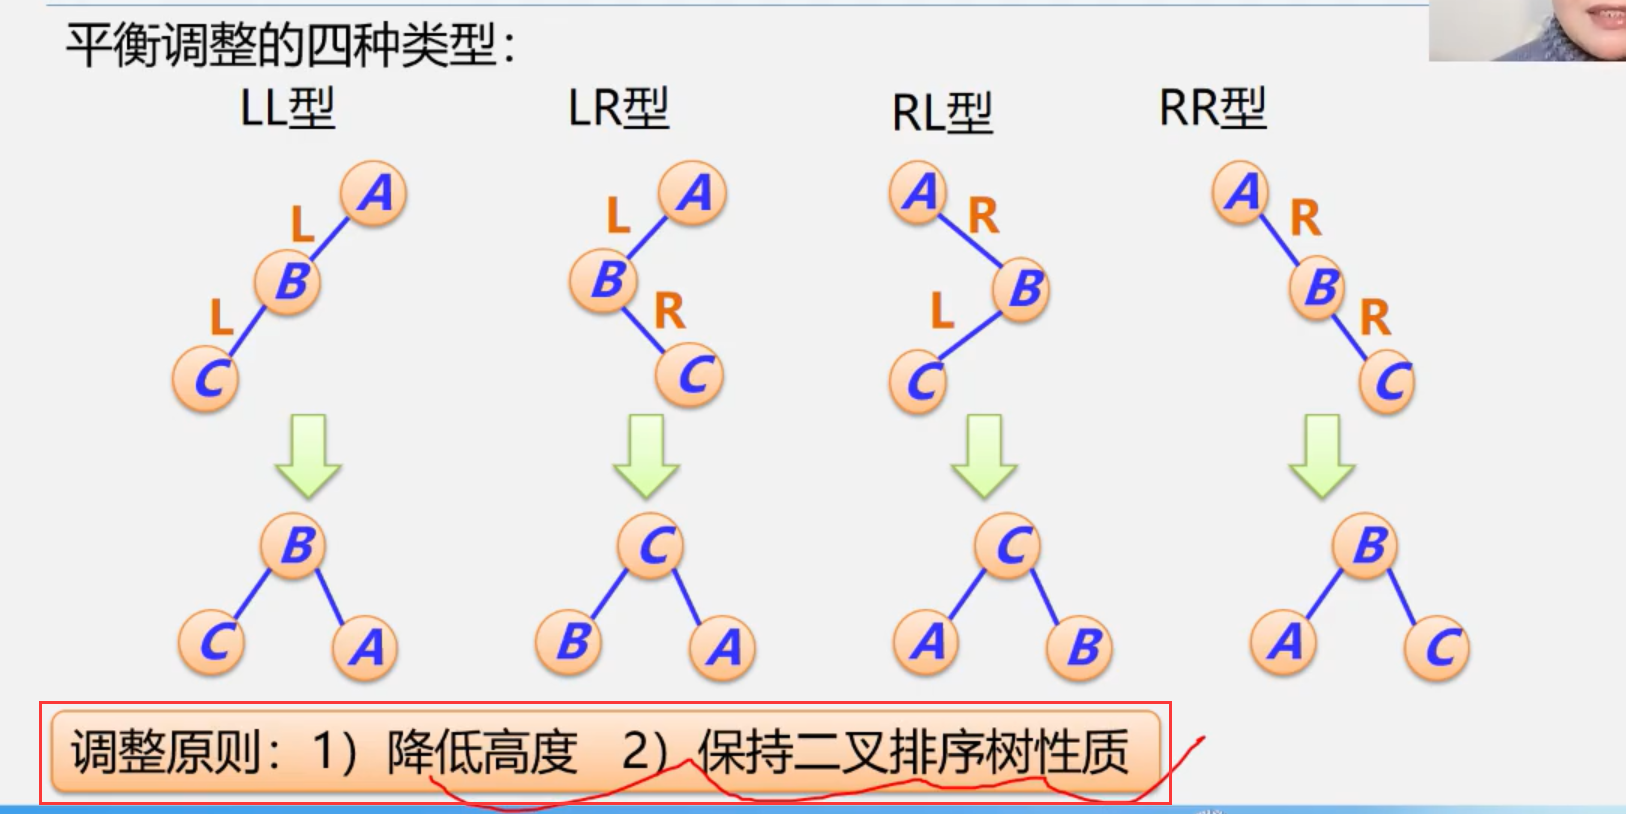 平衡调整的四种类型：
LL型 LR型 RL型 RR型
A A A A
L L R R
B B B B
L R L R
C C C C
B C C B
C A B A A B A C
调整原则：1）降低高度 2）保持二叉排序树性质